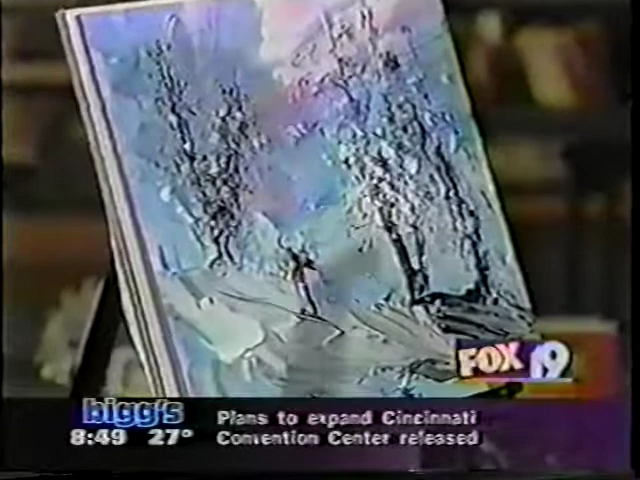 FOX 19
bigg's
8:49 27°
Plans to expand Cincinnati
Convention Center released